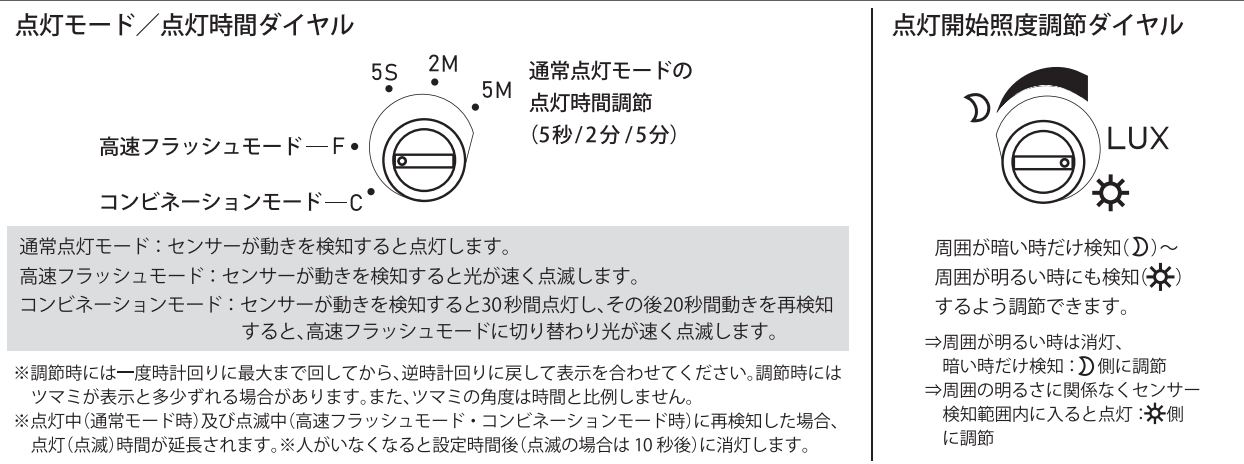 点灯モード／点灯時間ダイヤル
5S
2M
5M
通常点灯モードの
点灯時間調節
（5秒/2分/5分）
高速フラッシュモード―F
コンビネーションモード―C
通常点灯モード：センサーが動きを検知すると点灯します。
高速フラッシュモード：センサーが動きを検知すると光が速く点滅します。
コンビネーションモード：センサーが動きを検知すると30秒間点灯し、その後20秒間動きを再検知
すると、高速フラッシュモードに切り替わり光が速く点滅します。
※調節時には一度時計回りに最大まで回してから、逆時計回りに戻して表示を合わせてください。調節時には
ツマミが表示と多少ずれる場合があります。また、ツマミの角度は時間と比例しません。
※点灯中（通常モード時）及び点滅中（高速フラッシュモード・コンビネーションモード時）に再検知した場合、
点灯（点滅）時間が延長されます。※人がいなくなると設定時間後（点滅の場合は10秒後）に消灯します。
点灯開始照度調節ダイヤル
LUX
周囲が暗い時だけ検知（☽）～
周囲が明るい時にも検知（☼）
するよう調節できます。
⇒周囲が明るい時は消灯、
暗い時だけ検知：☽側に調節
⇒周囲の明るさに関係なくセンサー
検知範囲内に入ると点灯：☼側
に調節